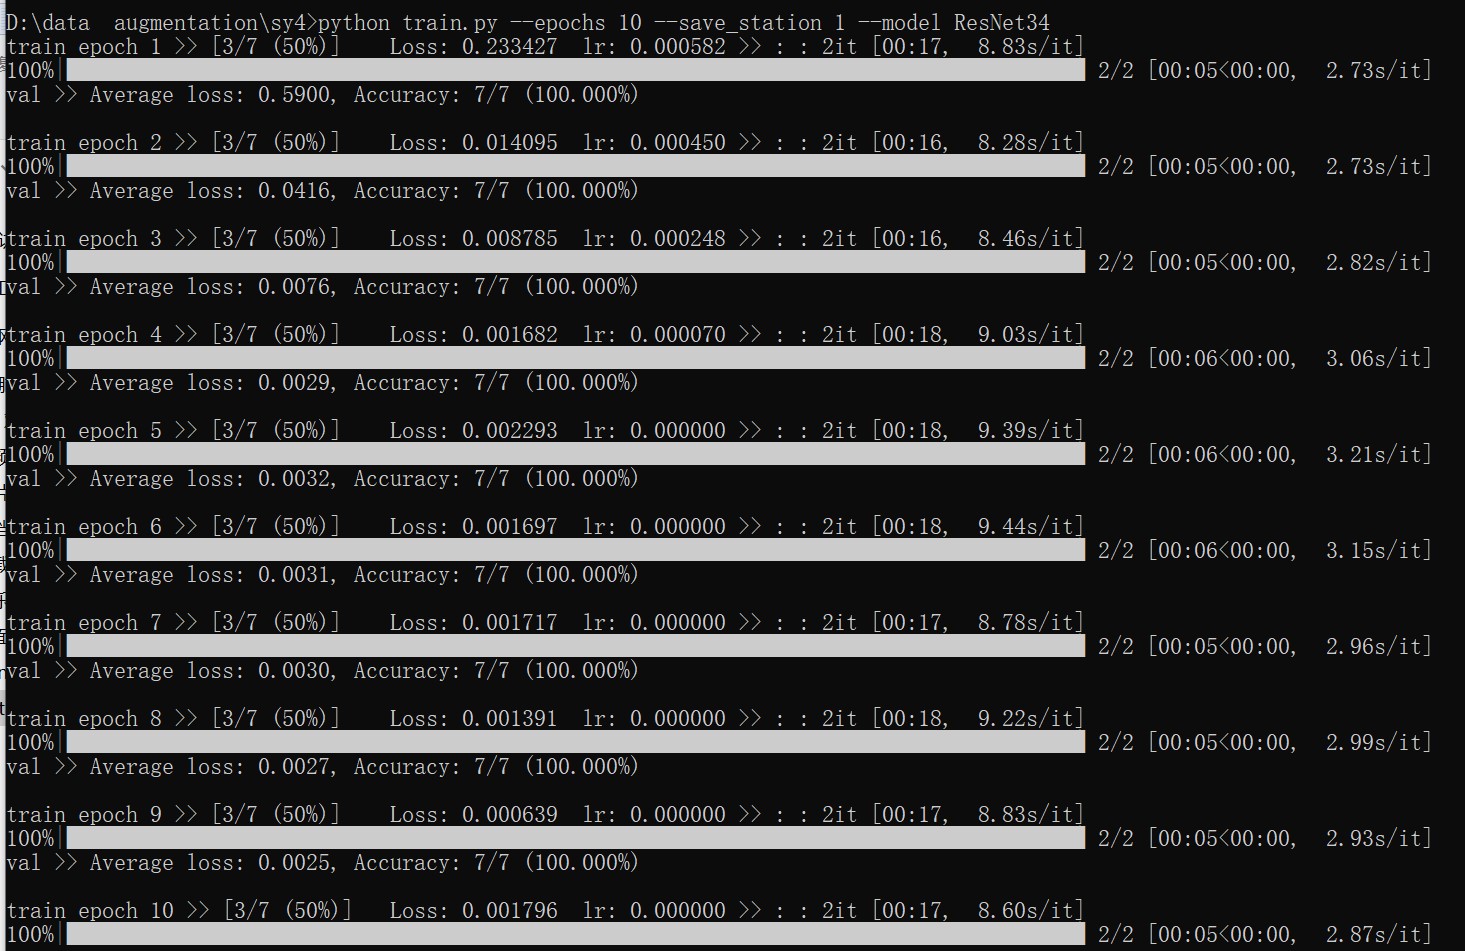 D:\data  augmentation\sy4>python train.py --epochs 10 --save_station 1 --model ResNet34
train epoch 1 >> [3/7 (50%)]    Loss: 0.233427  lr: 0.000582 >> : : 2it [00:17,  8.83s/it]
100%| 2/2 [00:05<00:00,  2.73s/it]
val >> Average loss: 0.5900, Accuracy: 7/7 (100.000%)
train epoch 2 >> [3/7 (50%)]    Loss: 0.014095  lr: 0.000450 >> : : 2it [00:16,  8.28s/it]
100%| 2/2 [00:05<00:00,  2.73s/it]
val >> Average loss: 0.0416, Accuracy: 7/7 (100.000%)
train epoch 3 >> [3/7 (50%)]    Loss: 0.008785  lr: 0.000248 >> : : 2it [00:16,  8.46s/it]
100%| 2/2 [00:05<00:00,  2.82s/it]
val >> Average loss: 0.0076, Accuracy: 7/7 (100.000%)
train epoch 4 >> [3/7 (50%)]    Loss: 0.001682  lr: 0.000070 >> : : 2it [00:18,  9.03s/it]
100%| 2/2 [00:06<00:00,  3.06s/it]
val >> Average loss: 0.0029, Accuracy: 7/7 (100.000%)
train epoch 5 >> [3/7 (50%)]    Loss: 0.002293  lr: 0.000000 >> : : 2it [00:18,  9.39s/it]
100%| 2/2 [00:06<00:00,  3.21s/it]
val >> Average loss: 0.0032, Accuracy: 7/7 (100.000%)
train epoch 6 >> [3/7 (50%)]    Loss: 0.001697  lr: 0.000000 >> : : 2it [00:18,  9.44s/it]
100%| 2/2 [00:06<00:00,  3.15s/it]
val >> Average loss: 0.0031, Accuracy: 7/7 (100.000%)
train epoch 7 >> [3/7 (50%)]    Loss: 0.001717  lr: 0.000000 >> : : 2it [00:17,  8.78s/it]
100%| 2/2 [00:05<00:00,  2.96s/it]
val >> Average loss: 0.0030, Accuracy: 7/7 (100.000%)
train epoch 8 >> [3/7 (50%)]    Loss: 0.001391  lr: 0.000000 >> : : 2it [00:18,  9.22s/it]
100%| 2/2 [00:05<00:00,  2.99s/it]
val >> Average loss: 0.0027, Accuracy: 7/7 (100.000%)
train epoch 9 >> [3/7 (50%)]    Loss: 0.000639  lr: 0.000000 >> : : 2it [00:17,  8.83s/it]
100%| 2/2 [00:05<00:00,  2.93s/it]
val >> Average loss: 0.0025, Accuracy: 7/7 (100.000%)
train epoch 10 >> [3/7 (50%)]   Loss: 0.001796  lr: 0.000000 >> : : 2it [00:17,  8.60s/it]
100%| 2/2 [00:05<00:00,  2.87s/it]